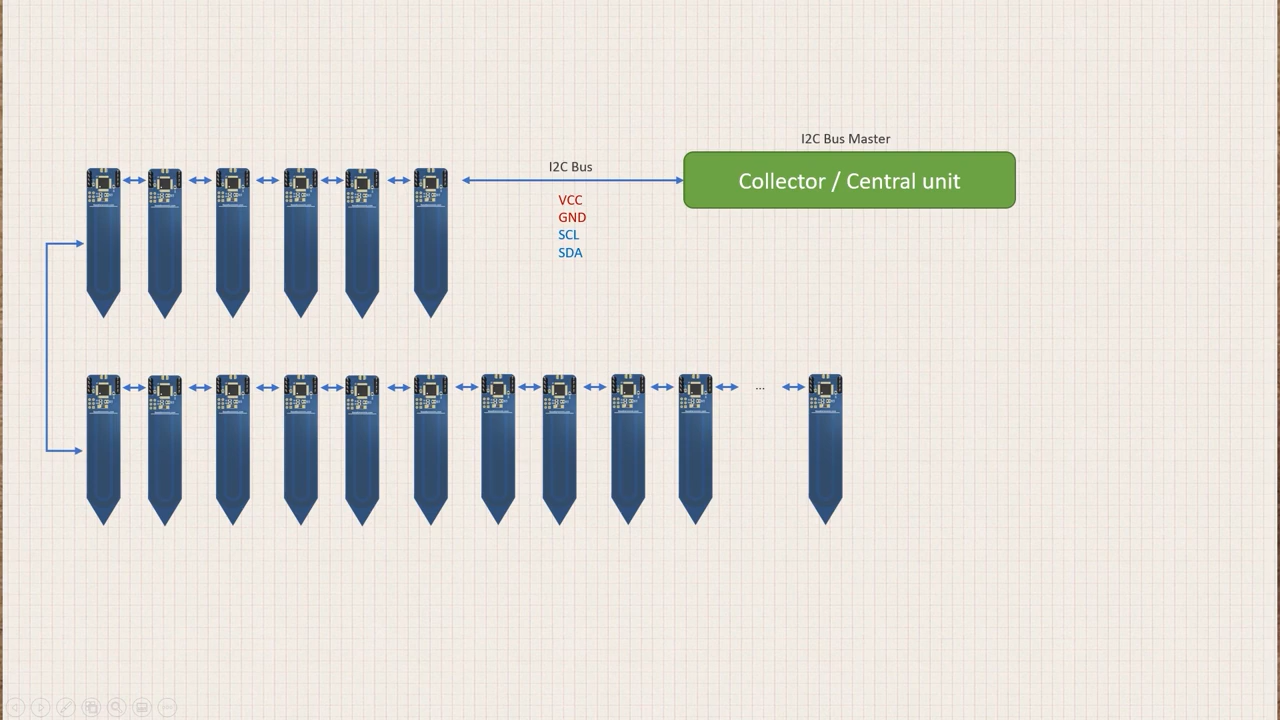 I2C Bus Master
I2C Bus
Collector / Central unit
VCC
GND
SCL
SDA
...